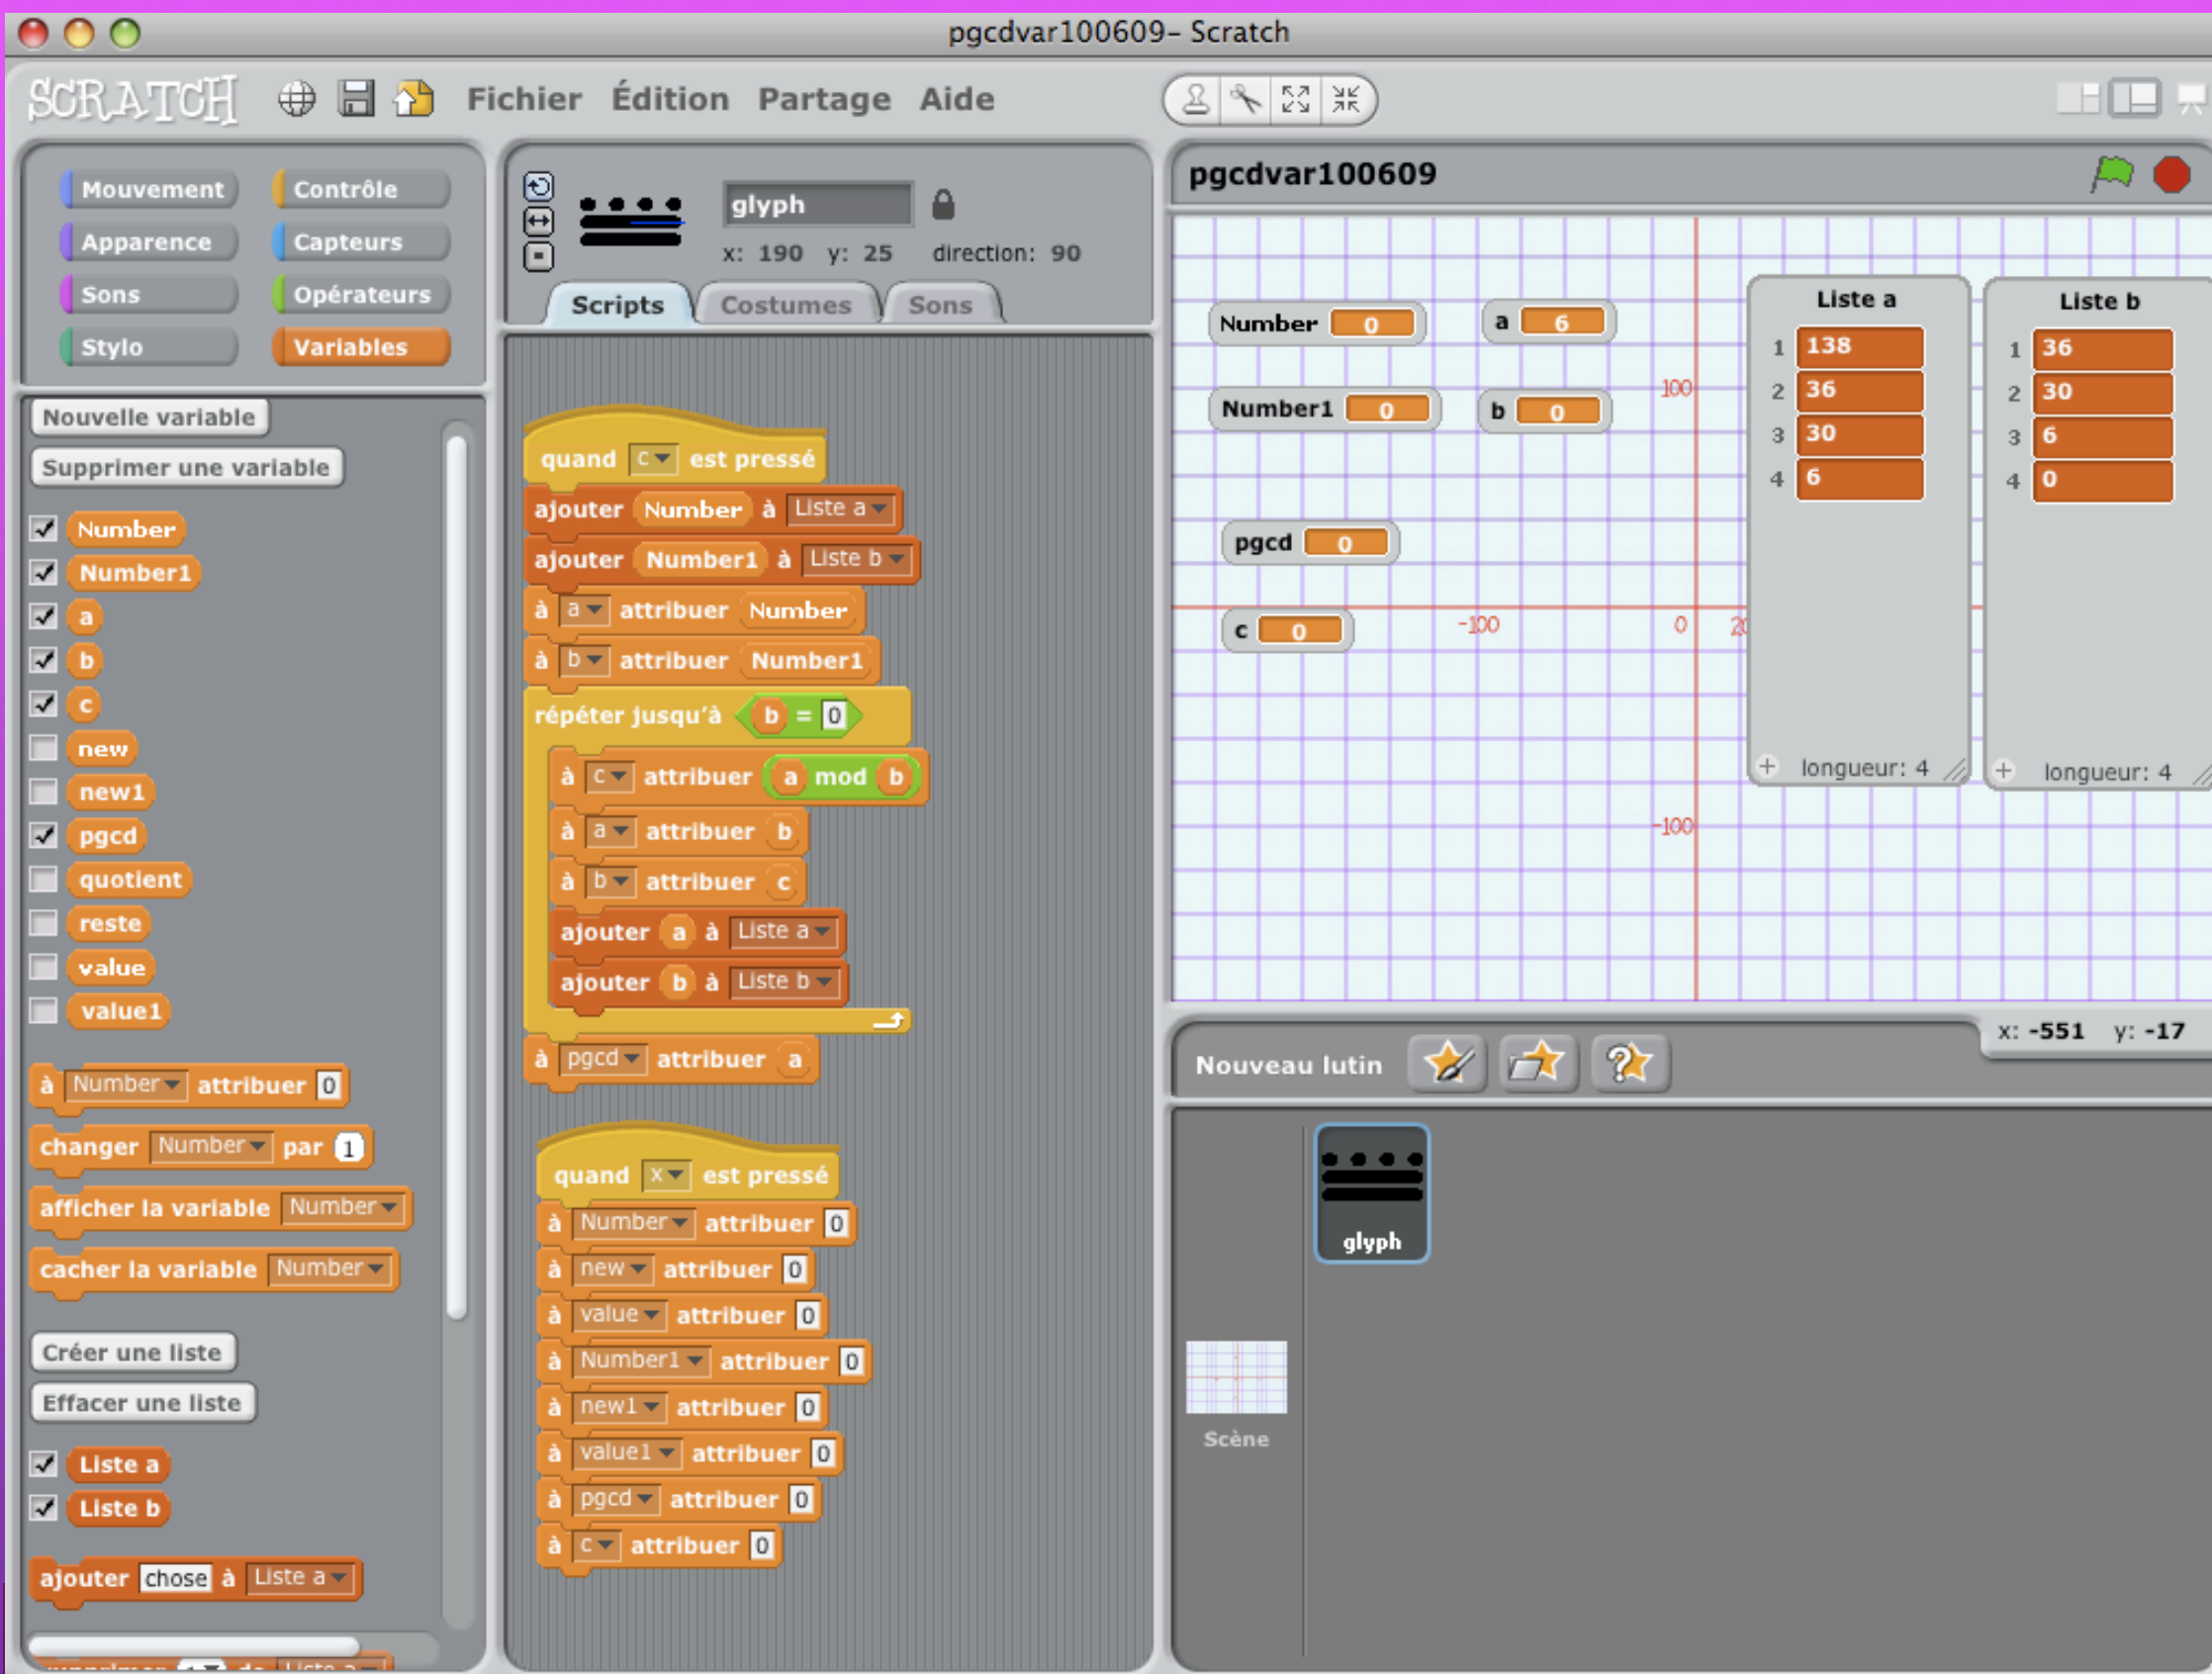 pgcdvar100609– Scratch
SCRATCH Fichier Édition Partage Aide
Mouvement Contrôle
Apparence Capteurs
Sons Opérateurs
Stylo Variables
Nouvelle variable
Supprimer une variable
Number
Number1
a
b
c
new
new1
pgcd
quotient
reste
value
value1
à Number attribuer 0
changer Number par 1
afficher la variable Number
cacher la variable Number
Créer une liste
Effacer une liste
Liste a
Liste b
ajouter chose à Liste a
glyph
x: 190 y: 25 direction: 90
Scripts Costumes Sons
quand c est pressé
ajouter Number à Liste a
ajouter Number1 à Liste b
à a attribuer Number
à b attribuer Number1
répéter jusqu'à b = 0
à c attribuer a mod b
à a attribuer b
à b attribuer c
ajouter a à Liste a
ajouter b à Liste b
à pgcd attribuer a
quand x est pressé
à Number attribuer 0
à new attribuer 0
à value attribuer 0
à Number1 attribuer 0
à new1 attribuer 0
à value1 attribuer 0
à pgcd attribuer 0
à c attribuer 0
pgcdvar100609
Number 0
a 6
Number1 0
b 0
pgcd 0
c 0
100
-100 0 20
-100
Liste a
1 138
2 36
3 30
4 6
longueur: 4
Liste b
1 36
2 30
3 6
4 0
longueur: 4
x: -551 y: -17
Nouveau lutin
glyph
Scène